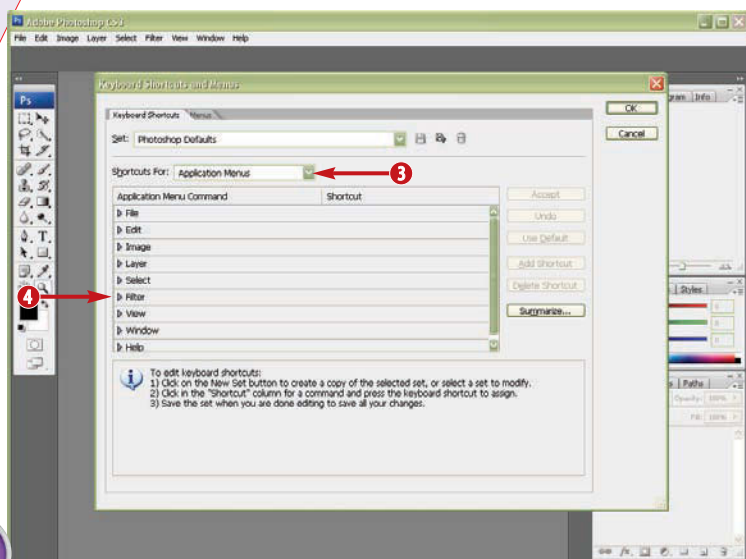 Adobe Photoshop CS3
File Edit Image Layer Select Filter View Window Help
Keyboard Shortcuts and Menus
Ps
Keyboard Shortcuts Menus
OK
Set: Photoshop Defaults
Cancel
Info
Shortcuts For: Application Menus
3
Application Menu Command Shortcut
Accept
File
Undo
Edit
Use Default
Image
Layer
Add Shortcut
Select
Delete Shortcut
Styles
4
Filter
View
Summarize...
Window
Help
To edit keyboard shortcuts:
1) Click on the New Set button to create a copy of the selected set, or select a set to modify.
2) Click in the "Shortcut" column for a command and press the keyboard shortcut to assign.
3) Save the set when you are done editing to save all your changes.
Paths
Opacity: 100%
Fill: 100%